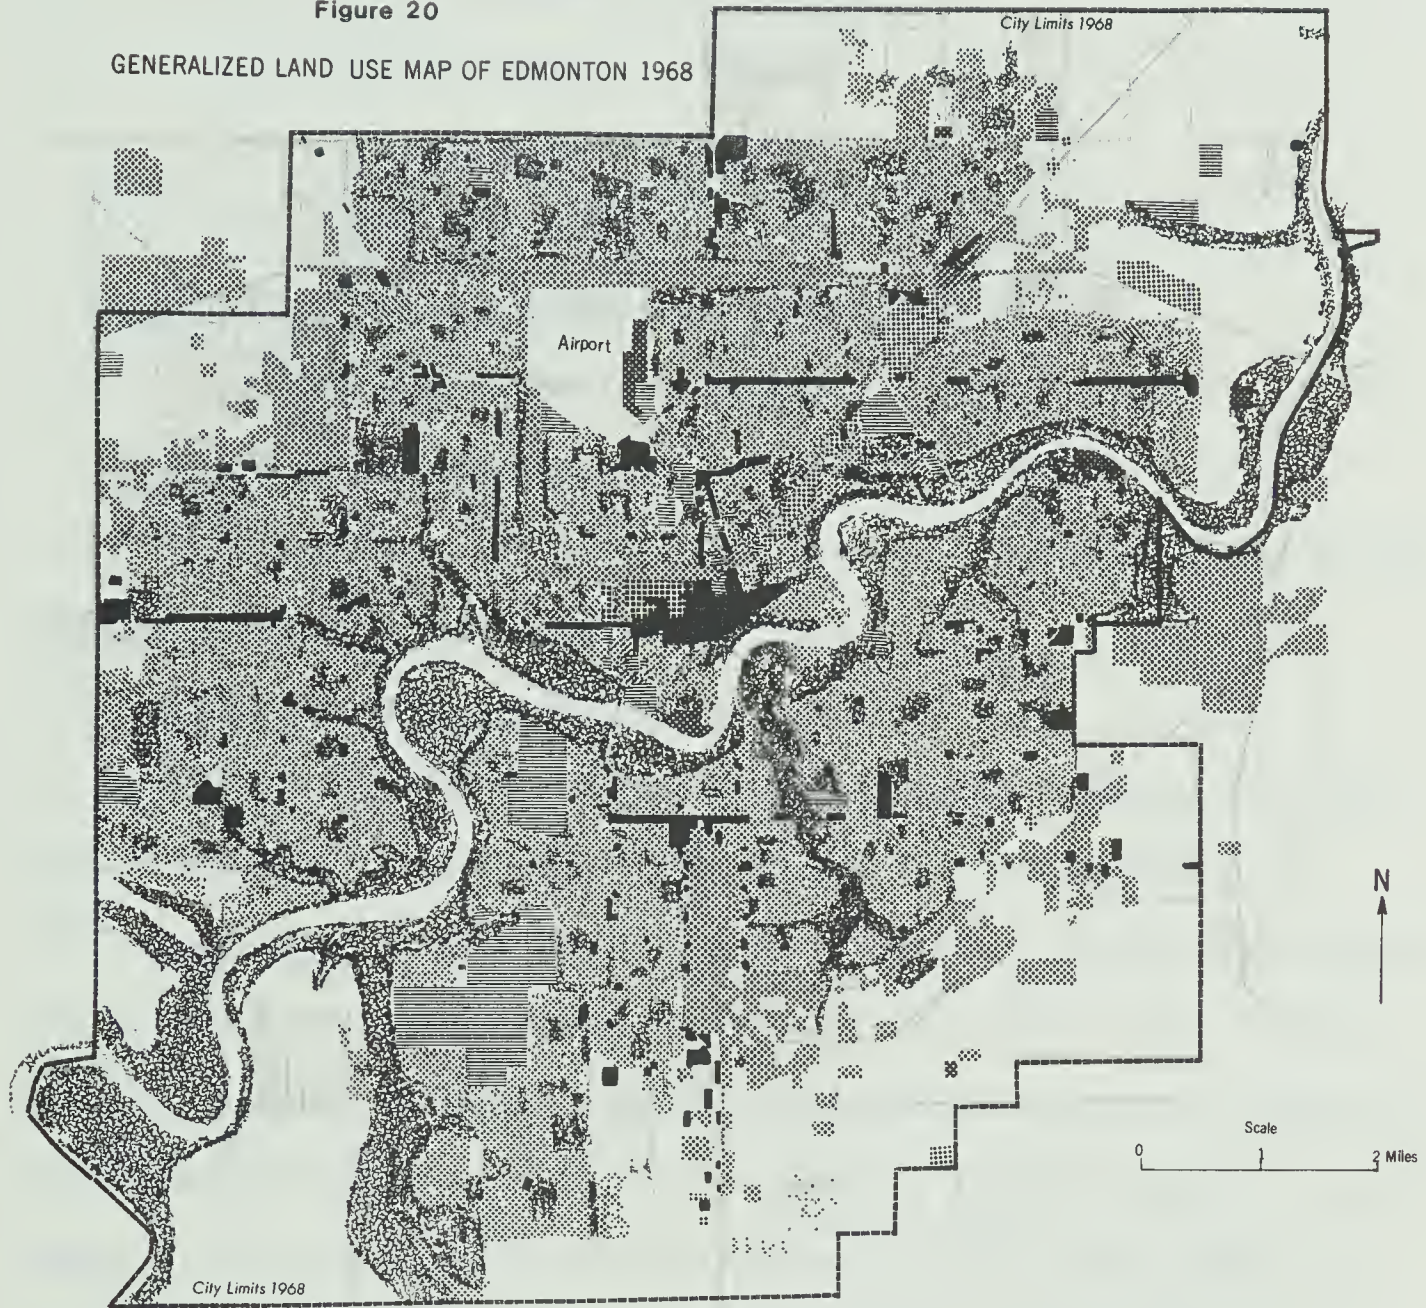 Figure 20
GENERALIZED LAND USE MAP OF EDMONTON 1968
City Limits 1968
Airport
N
Scale
0 1 2 Miles
City Limits 1968